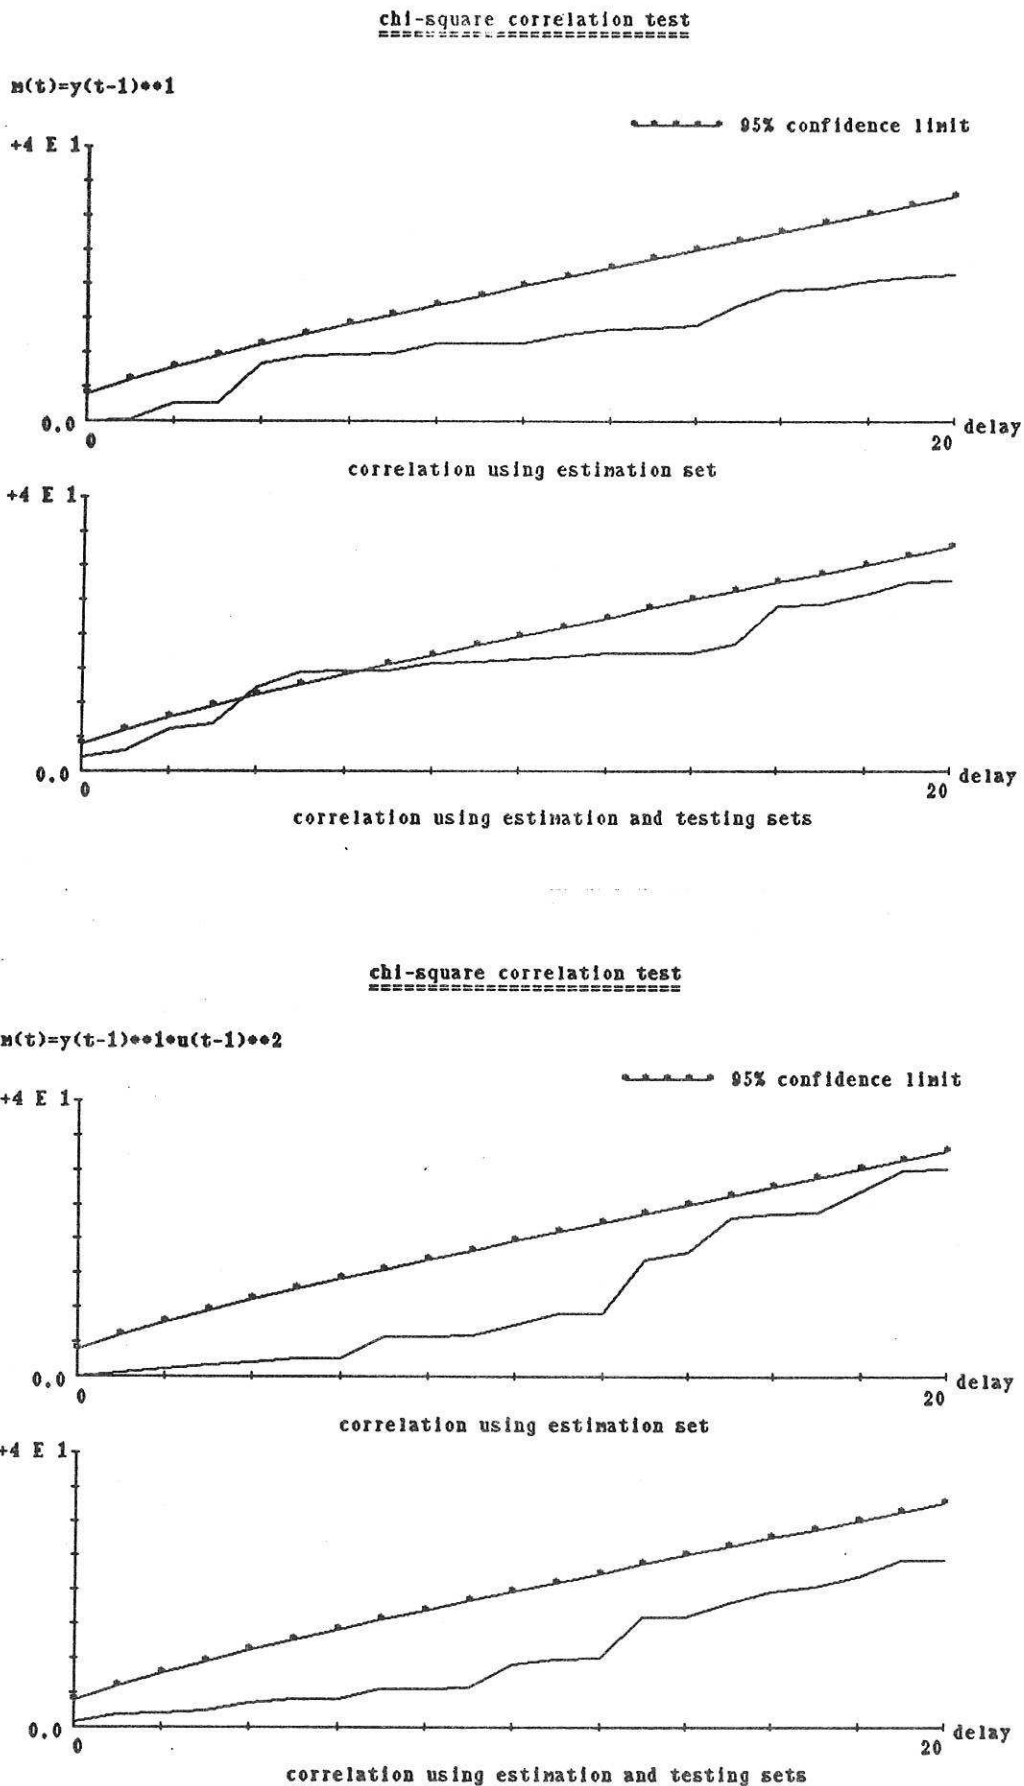 chi-square correlation test
m(t)=y(t-1)**1
95% confidence limit
+4 E 1
0.0
0
20
delay
correlation using estimation set
+4 E 1
0.0
0
20
delay
correlation using estimation and testing sets
chi-square correlation test
m(t)=y(t-1)**1*u(t-1)**2
95% confidence limit
+4 E 1
0.0
0
20
delay
correlation using estimation set
+4 E 1
0.0
0
20
delay
correlation using estimation and testing sets